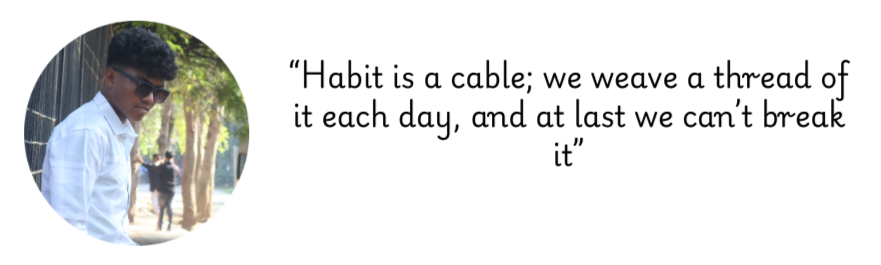 “Habit is a cable; we weave a thread of
it each day, and at last we can’t break
it”